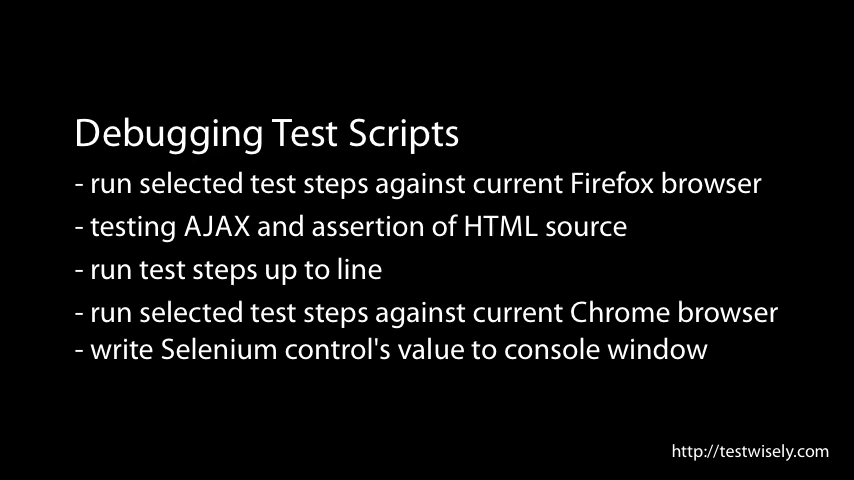 Debugging Test Scripts
- run selected test steps against current Firefox browser
- testing AJAX and assertion of HTML source
- run test steps up to line
- run selected test steps against current Chrome browser
- write Selenium control's value to console window
http://testwisely.com